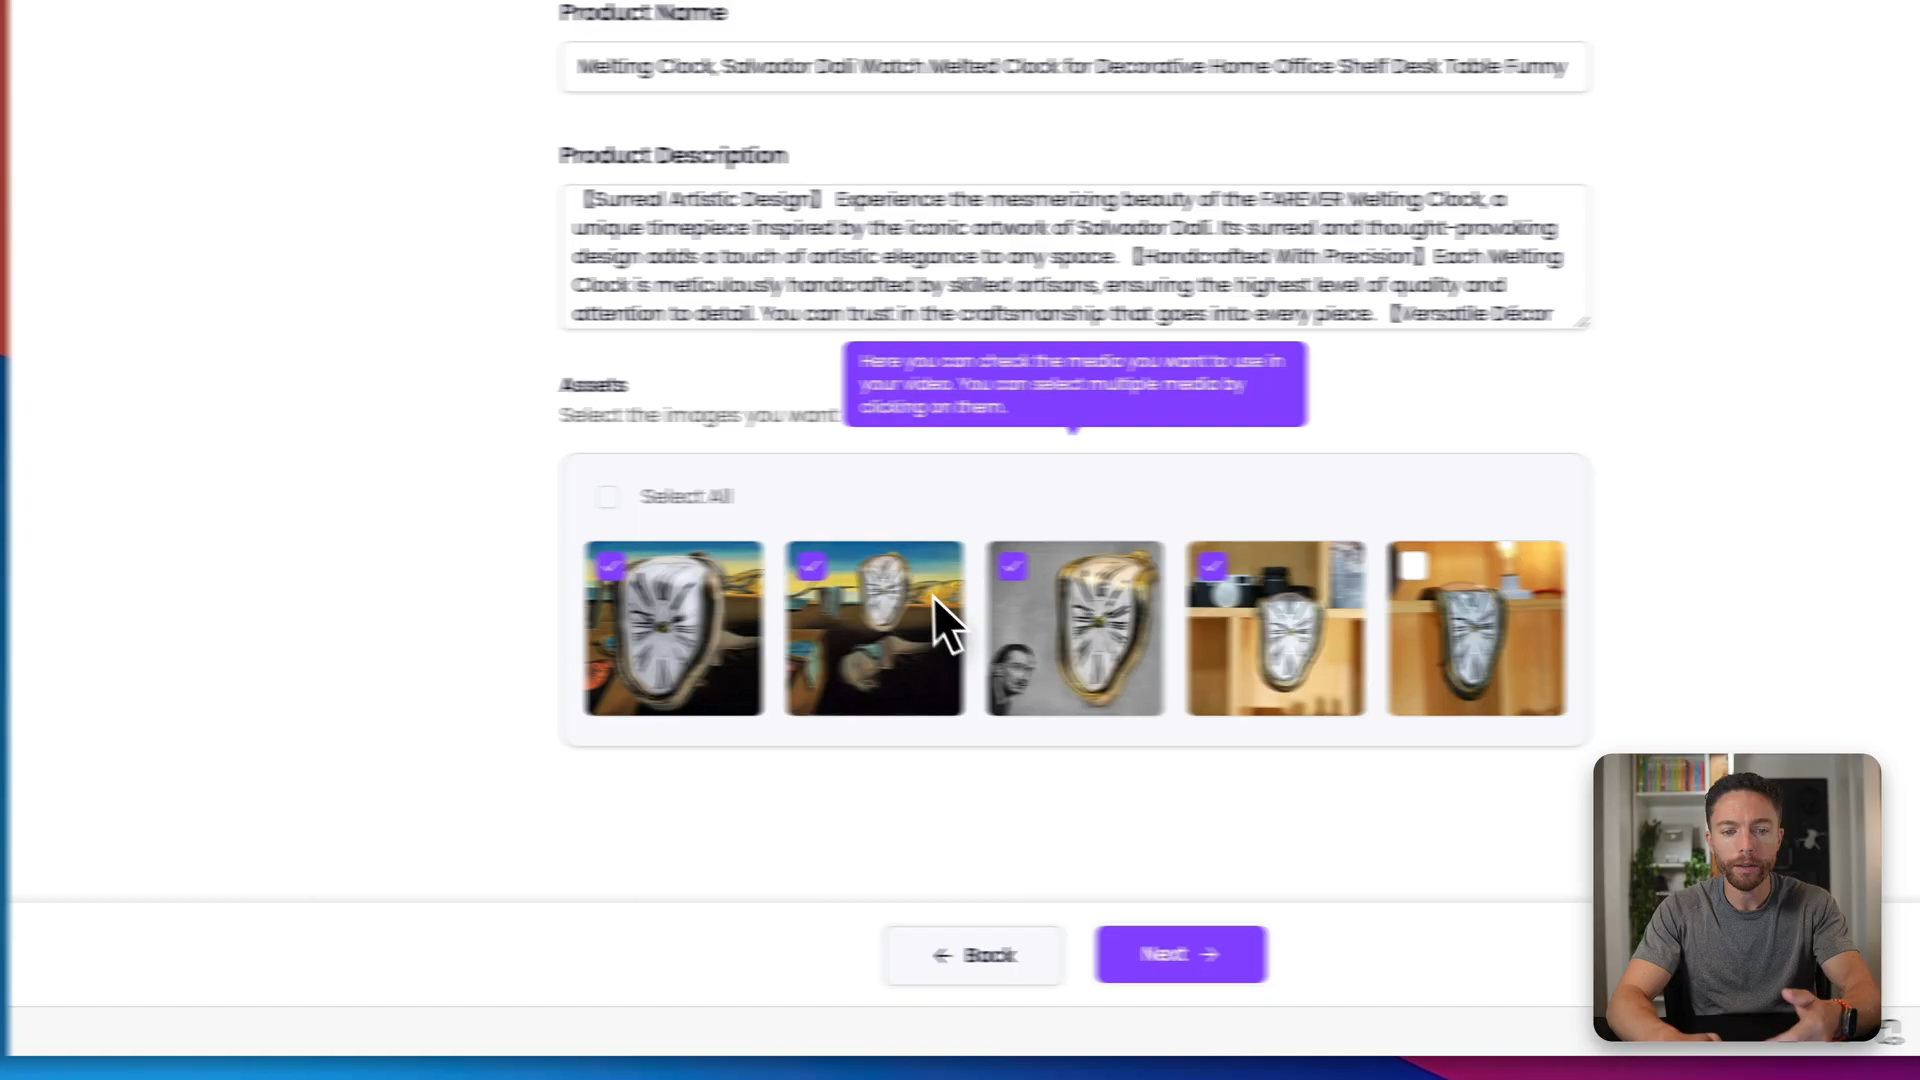 Product Name
Melting Clock, Salvador Dali Watch Melted Clock for Decorative Home Office Shelf Desk Table Funny
Product Description
【Surreal Artistic Design】 Experience the mesmerizing beauty of the FAREVER Melting Clock, a
unique timepiece inspired by the iconic artwork of Salvador Dali. Its surreal and thought-provoking
design adds a touch of artistic elegance to any space. 【Handcrafted With Precision】 Each Melting
Clock is meticulously handcrafted by skilled artisans, ensuring the highest level of quality and
attention to detail. You can trust in the craftsmanship that goes into every piece. 【Versatile Décor
Here you can check the media you want to use in
your video. You can select multiple media by
clicking on them.
Assets
Select the images you want
Select All
← Back
Next →